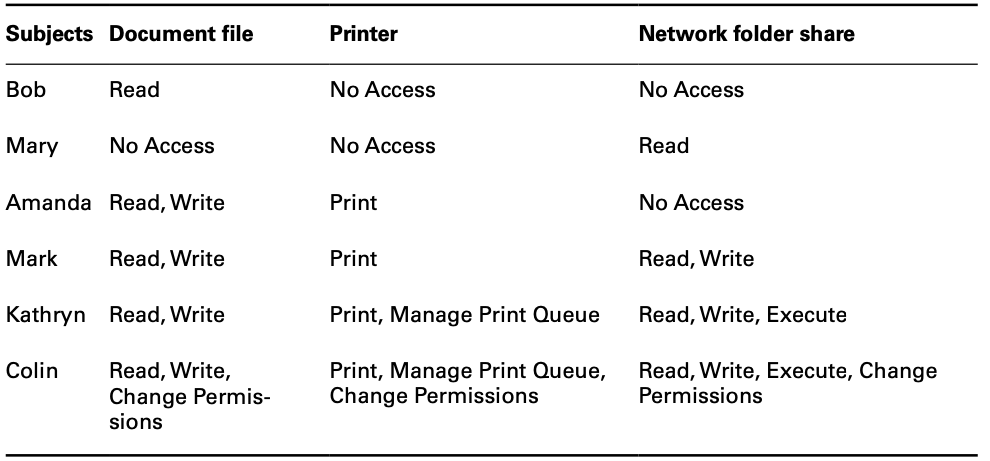 Subjects Document file Printer Network folder share
Bob Read No Access No Access
Mary No Access No Access Read
Amanda Read, Write Print No Access
Mark Read, Write Print Read, Write
Kathryn Read, Write Print, Manage Print Queue Read, Write, Execute
Colin Read, Write, Print, Manage Print Queue, Read, Write, Execute, Change
Change Permis- Change Permissions Permissions
sions